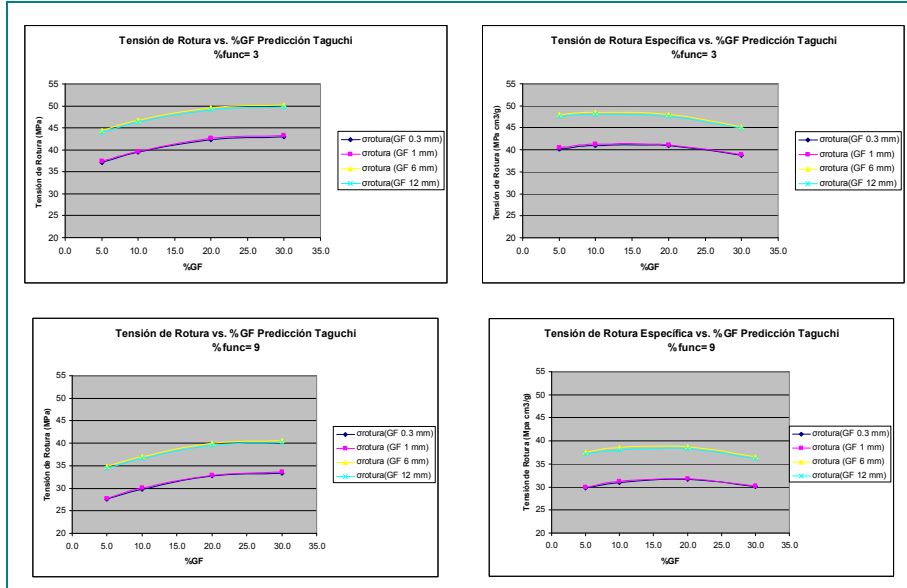 Tensión de Rotura vs. %GF Predicción Taguchi
%func= 3
Tensión de Rotura (MPa)
55
50
45
40
35
30
25
20
0.0 5.0 10.0 15.0 20.0 25.0 30.0 35.0
%GF
σrotura(GF 0.3 mm)
σrotura (GF 1 mm)
σrotura (GF 6 mm)
σrotura(GF 12 mm)
Tensión de Rotura Específica vs. %GF Predicción Taguchi
%func= 3
Tensión de Rotura (MPa cm3/g)
55
50
45
40
35
30
25
20
0.0 5.0 10.0 15.0 20.0 25.0 30.0 35.0
%GF
σrotura(GF 0.3 mm)
σrotura (GF 1 mm)
σrotura (GF 6 mm)
σrotura(GF 12 mm)
Tensión de Rotura vs. %GF Predicción Taguchi
%func= 9
Tensión de Rotura (MPa)
55
50
45
40
35
30
25
20
0.0 5.0 10.0 15.0 20.0 25.0 30.0 35.0
%GF
σrotura(GF 0.3 mm)
σrotura (GF 1 mm)
σrotura (GF 6 mm)
σrotura(GF 12 mm)
Tensión de Rotura Específica vs. %GF Predicción Taguchi
%func= 9
Tensión de Rotura (Mpa cm3/g)
55
50
45
40
35
30
25
20
0.0 5.0 10.0 15.0 20.0 25.0 30.0 35.0
%GF
σrotura(GF 0.3 mm)
σrotura (GF 1 mm)
σrotura (GF 6 mm)
σrotura(GF 12 mm)